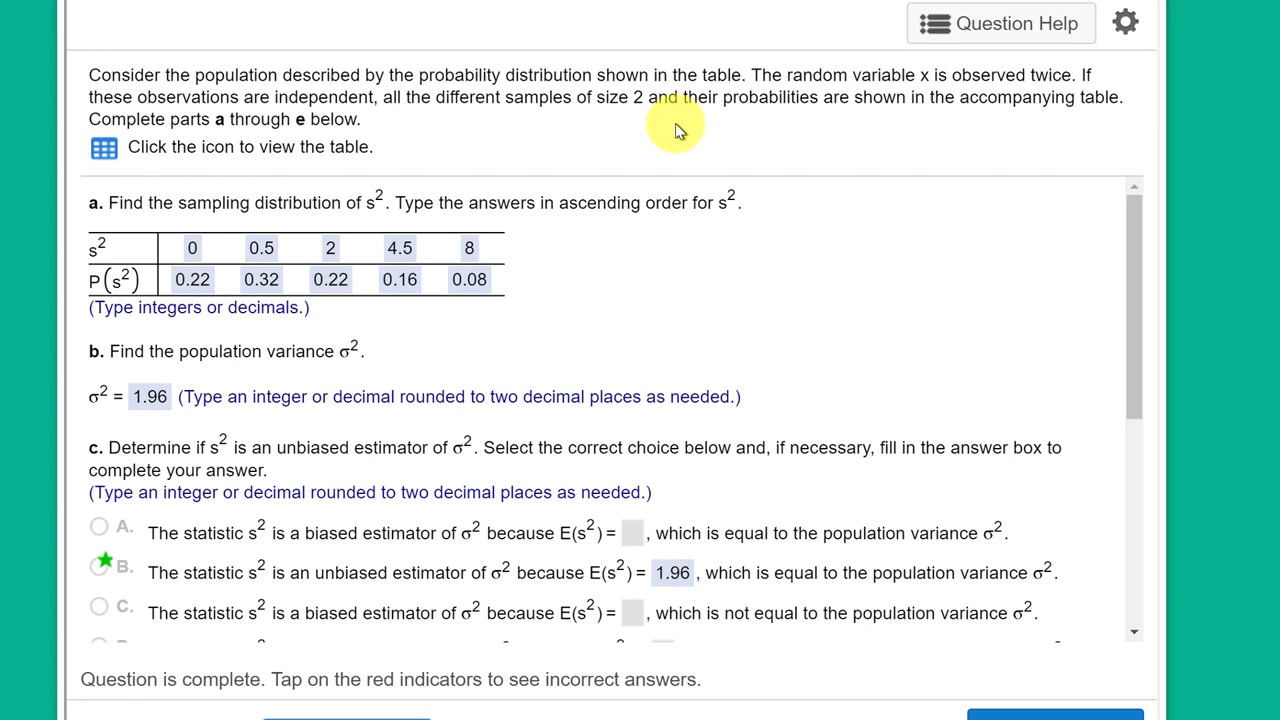 Question Help
Consider the population described by the probability distribution shown in the table. The random variable x is observed twice. If
these observations are independent, all the different samples of size 2 and their probabilities are shown in the accompanying table.
Complete parts a through e below.
Click the icon to view the table.
a. Find the sampling distribution of s². Type the answers in ascending order for s².
s² 0 0.5 2 4.5 8
P(s²) 0.22 0.32 0.22 0.16 0.08
(Type integers or decimals.)
b. Find the population variance σ².
σ² = 1.96 (Type an integer or decimal rounded to two decimal places as needed.)
c. Determine if s² is an unbiased estimator of σ². Select the correct choice below and, if necessary, fill in the answer box to
complete your answer.
(Type an integer or decimal rounded to two decimal places as needed.)
A. The statistic s² is a biased estimator of σ² because E(s²) = , which is equal to the population variance σ².
B. The statistic s² is an unbiased estimator of σ² because E(s²) = 1.96 , which is equal to the population variance σ².
C. The statistic s² is a biased estimator of σ² because E(s²) = , which is not equal to the population variance σ².
Question is complete. Tap on the red indicators to see incorrect answers.